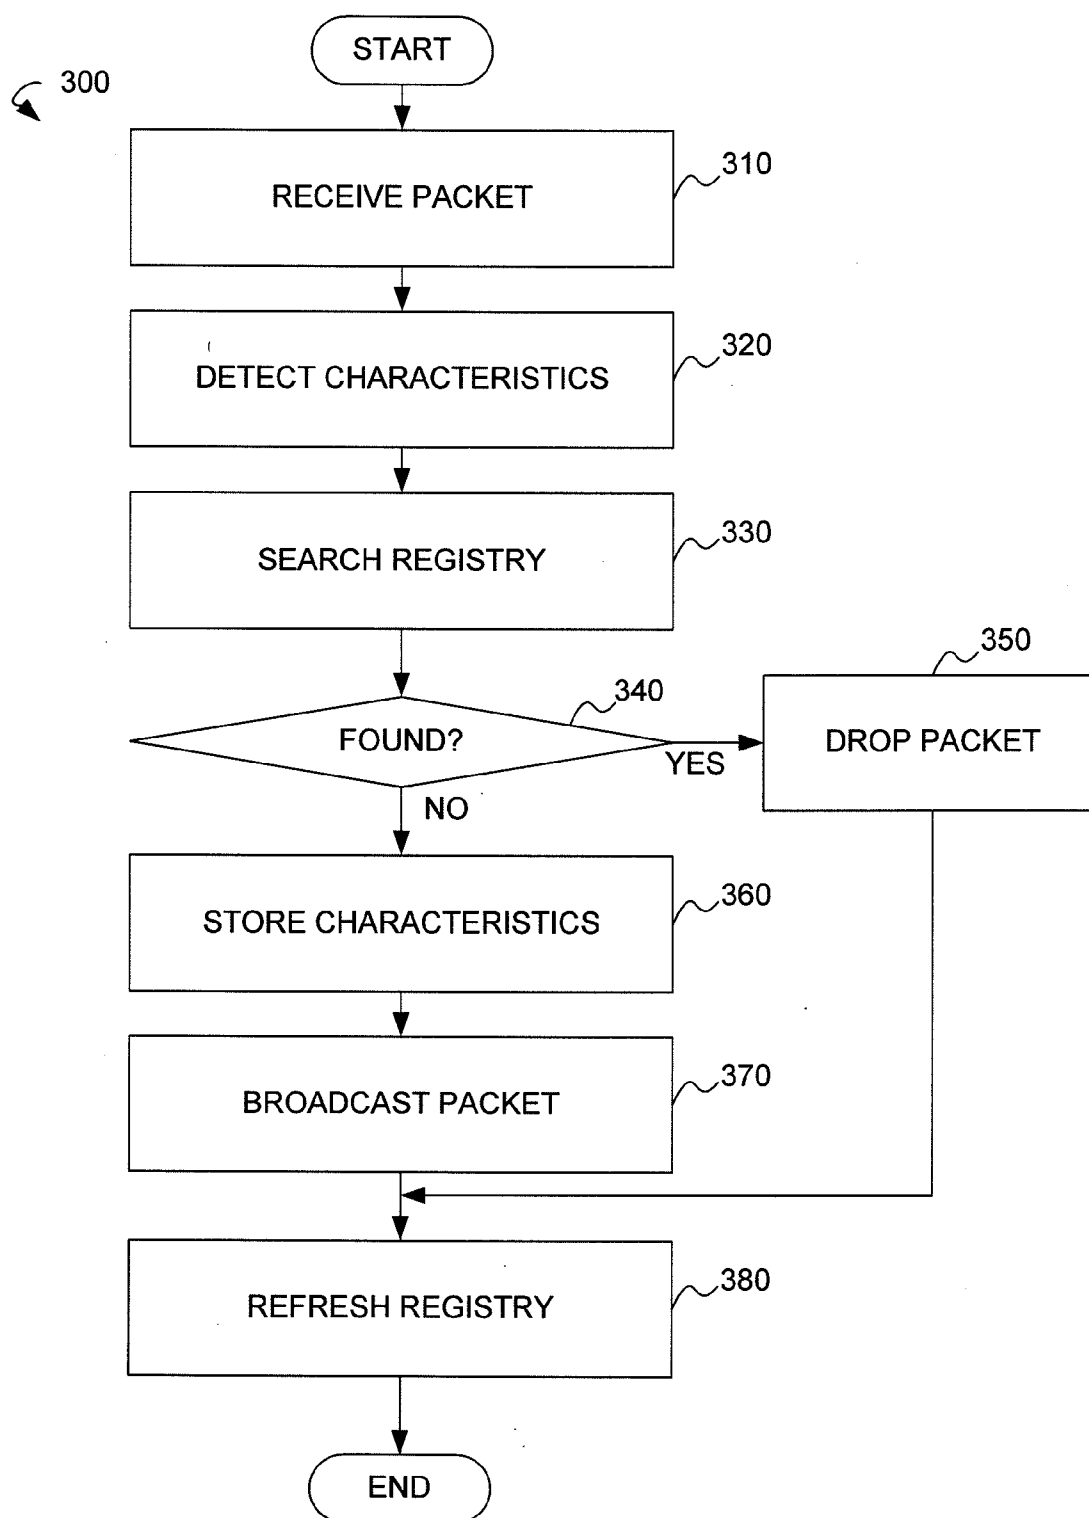 START
300
RECEIVE PACKET
310
DETECT CHARACTERISTICS
320
SEARCH REGISTRY
330
FOUND?
340
YES
350
DROP PACKET
NO
STORE CHARACTERISTICS
360
BROADCAST PACKET
370
REFRESH REGISTRY
380
END